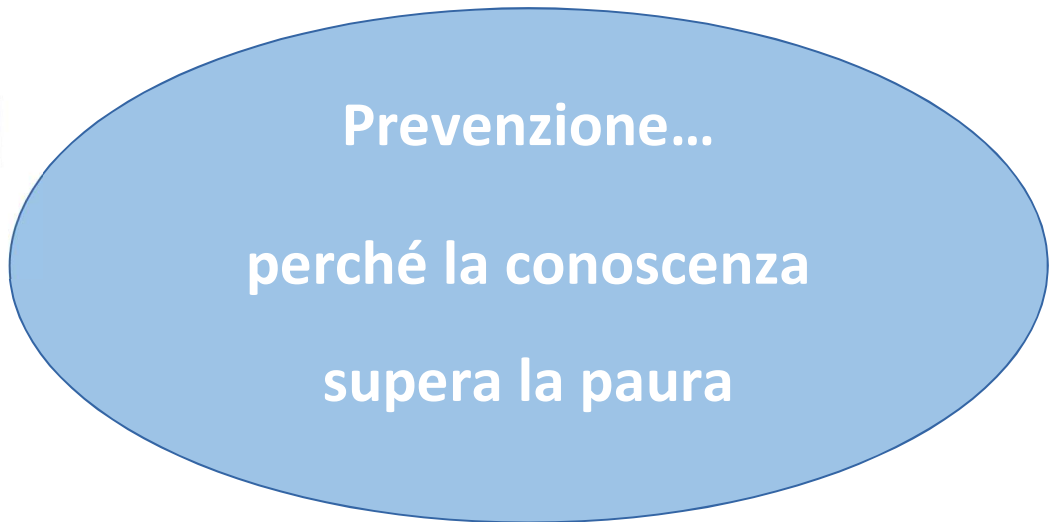 Prevenzione…
perché la conoscenza
supera la paura